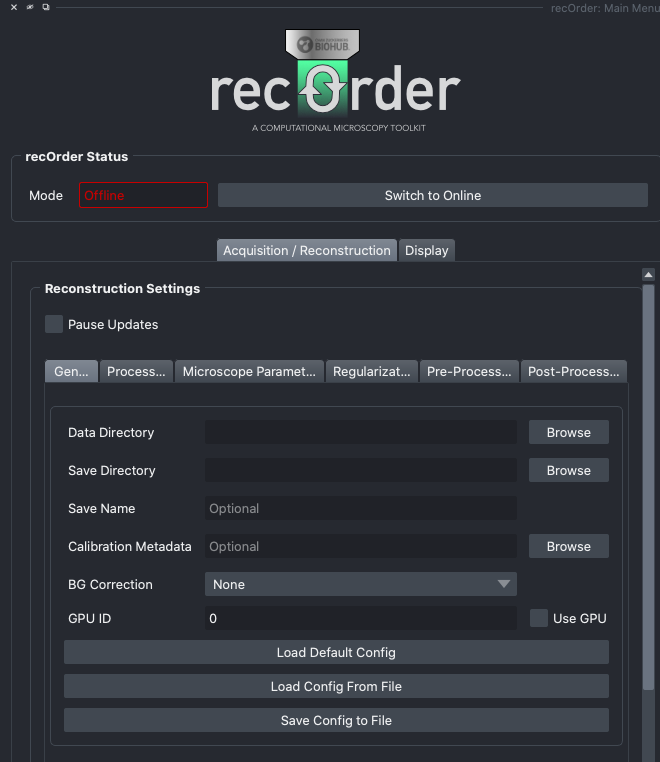 recOrder: Main Menu
BIOHUB
recOrder
A COMPUTATIONAL MICROSCOPY TOOLKIT
recOrder Status
Mode Offline Switch to Online
Acquisition / Reconstruction Display
Reconstruction Settings
Pause Updates
Gen... Process... Microscope Paramet... Regularizat... Pre-Process... Post-Process...
Data Directory Browse
Save Directory Browse
Save Name Optional
Calibration Metadata Optional Browse
BG Correction None
GPU ID 0 Use GPU
Load Default Config
Load Config From File
Save Config to File